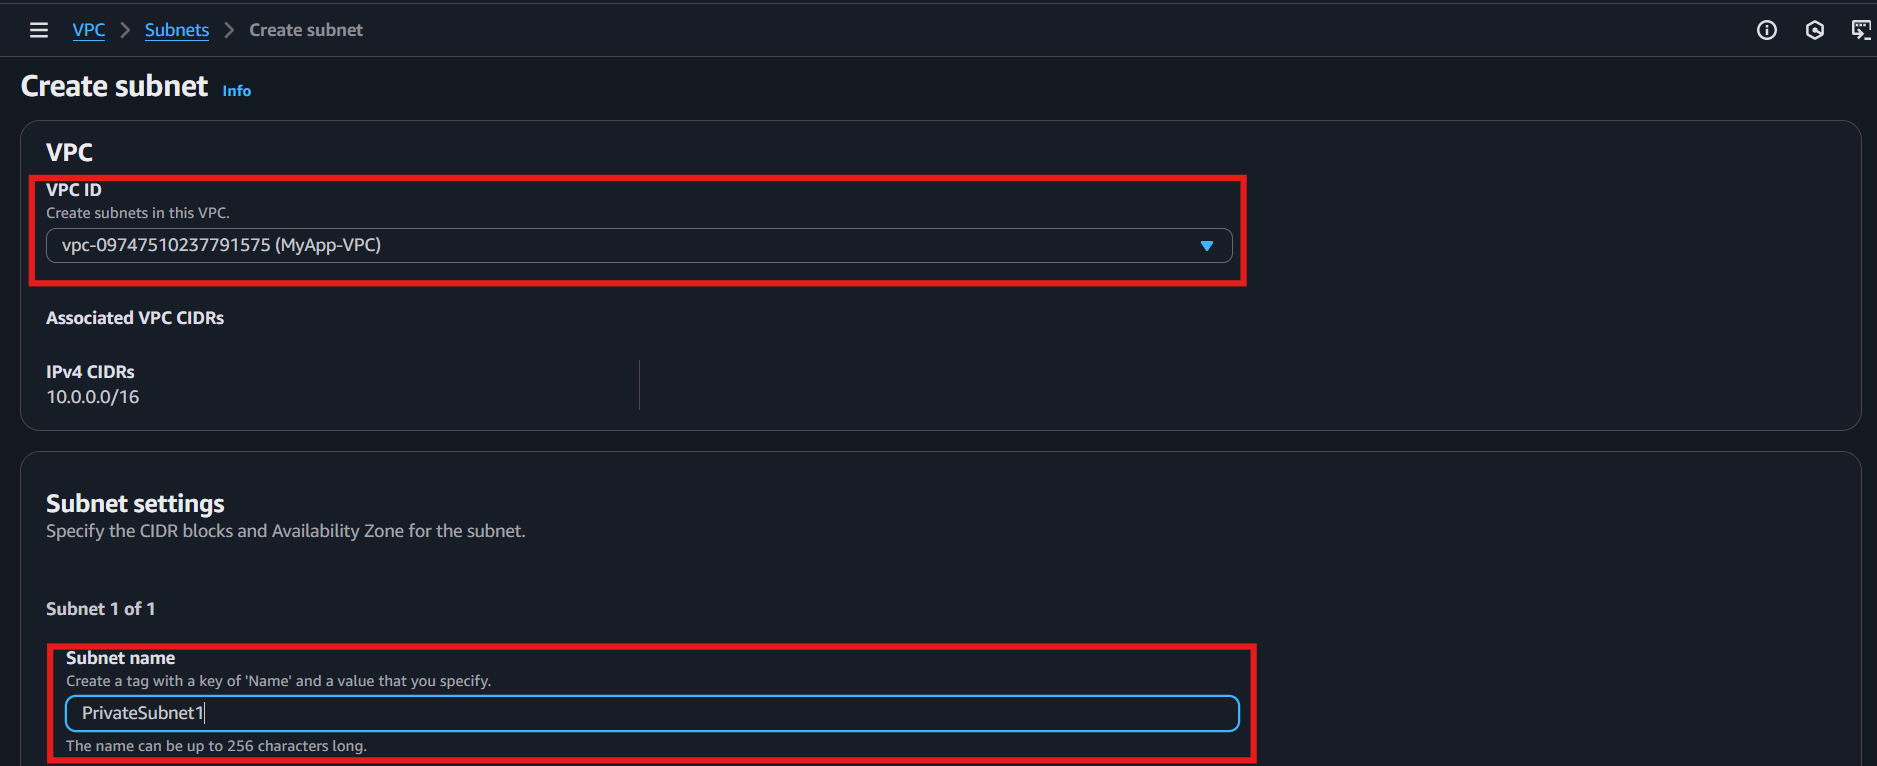 VPC > Subnets > Create subnet
Create subnet Info
VPC
VPC ID
Create subnets in this VPC.
vpc-09747510237791575 (MyApp-VPC)
Associated VPC CIDRs
IPv4 CIDRs
10.0.0.0/16
Subnet settings
Specify the CIDR blocks and Availability Zone for the subnet.
Subnet 1 of 1
Subnet name
Create a tag with a key of 'Name' and a value that you specify.
PrivateSubnet1
The name can be up to 256 characters long.